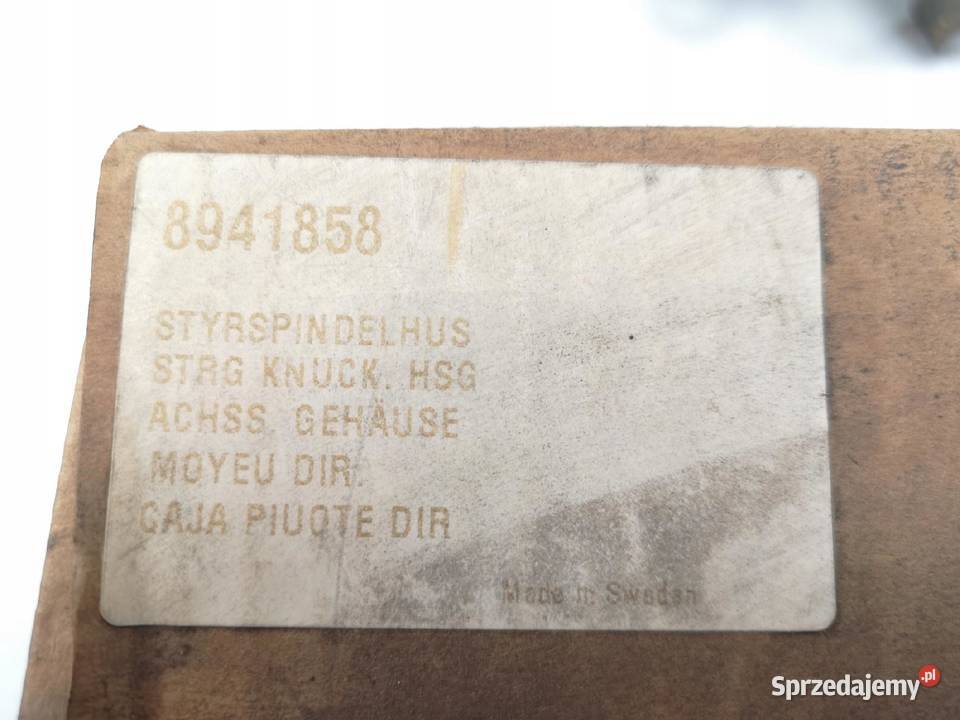 8941858
STYRSPINDELHUS
STRG KNUCK. HSG
ACHSS. GEHÄUSE
MOYEU DIR.
CAJA PIUOTE DIR
Made in Sweden
Sprzedajemy.pl